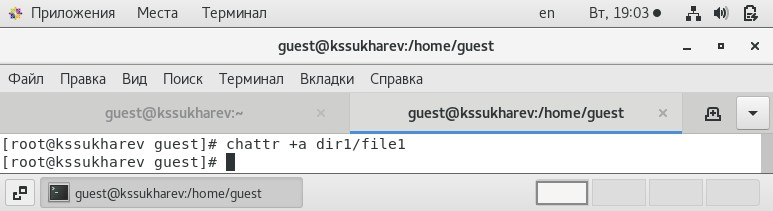 Приложения Места Терминал en Вт, 19:03
guest@kssukharev:/home/guest
Файл Правка Вид Поиск Терминал Вкладки Справка
guest@kssukharev:~ guest@kssukharev:/home/guest
[root@kssukharev guest]# chattr +a dir1/file1
[root@kssukharev guest]#
guest@kssukharev:/home/guest